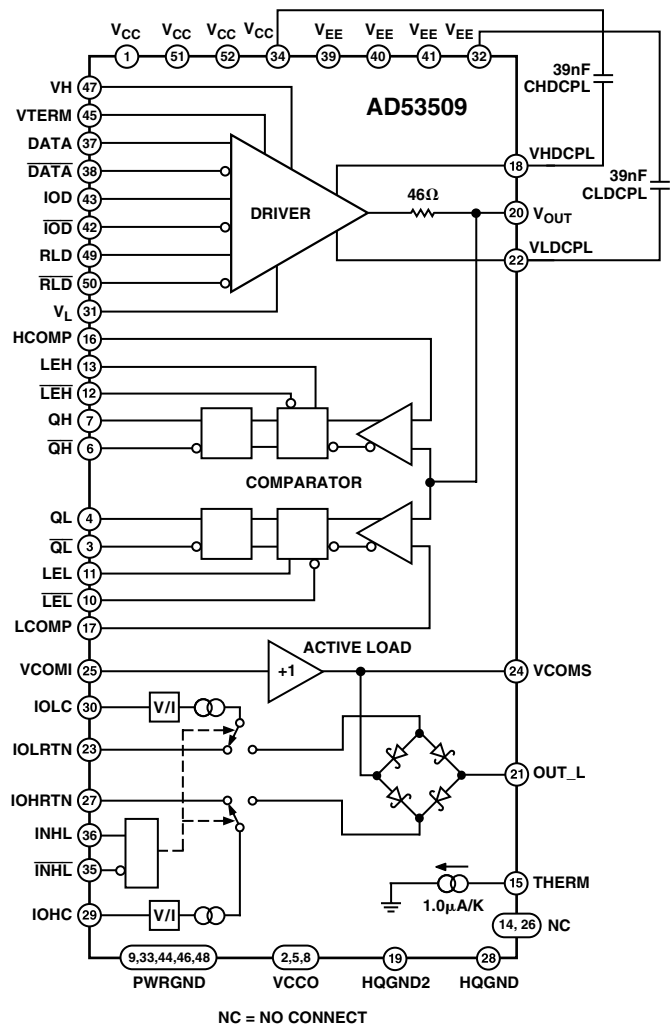 VCC VCC VCC VCC VEE VEE VEE VEE
1 51 52 34 39 40 41 32
39nF
CHDCPL
AD53509
39nF
CLDCPL
VH 47
VTERM 45
DATA 37
DATA 38
IOD 43
IOD 42
RLD 49
RLD 50
VL 31
DRIVER
46Ω
18 VHDCPL
20 VOUT
22 VLDCPL
HCOMP 16
LEH 13
LEH 12
QH 7
QH 6
COMPARATOR
QL 4
QL 3
LEL 11
LEL 10
LCOMP 17
ACTIVE LOAD
VCOMI 25
+1
24 VCOMS
IOLC 30
V/I
IOLRTN 23
21 OUT_L
IOHRTN 27
INHL 36
INHL 35
IOHC 29
V/I
15 THERM
1.0µA/K
14, 26 NC
9,33,44,46,48 2,5,8 19 28
PWRGND VCCO HQGND2 HQGND
NC = NO CONNECT